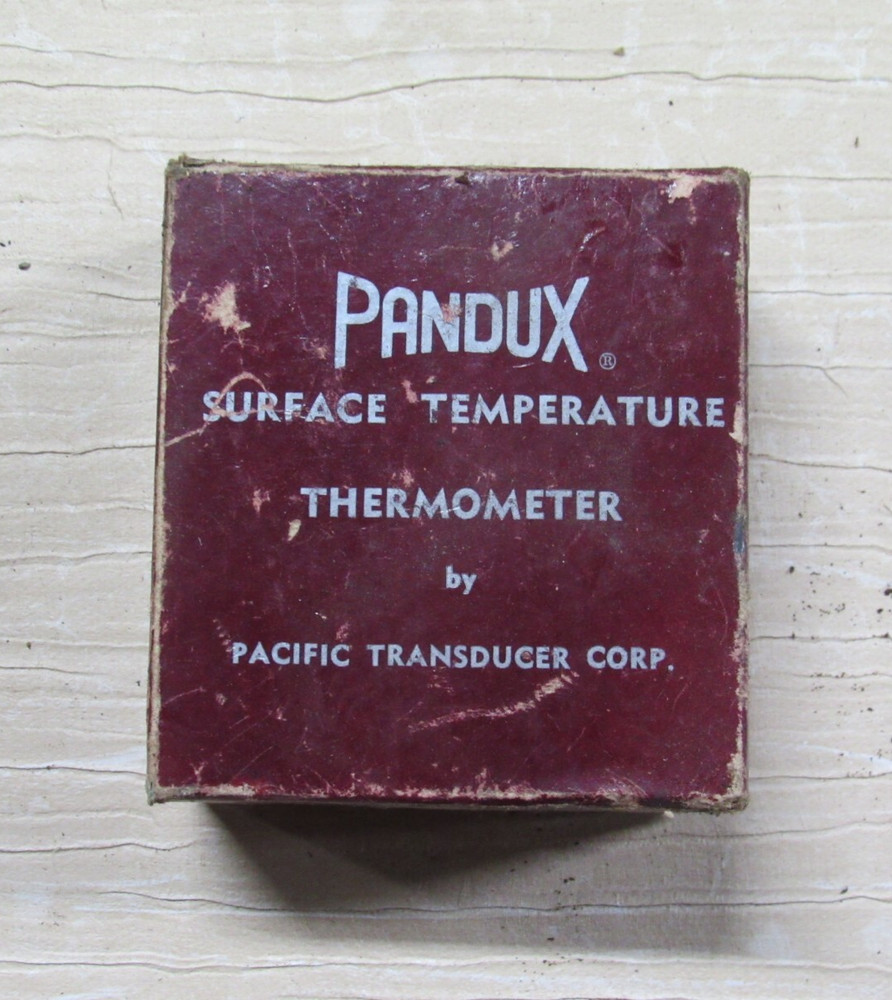 PANDUX®
SURFACE TEMPERATURE
THERMOMETER
by
PACIFIC TRANSDUCER CORP.